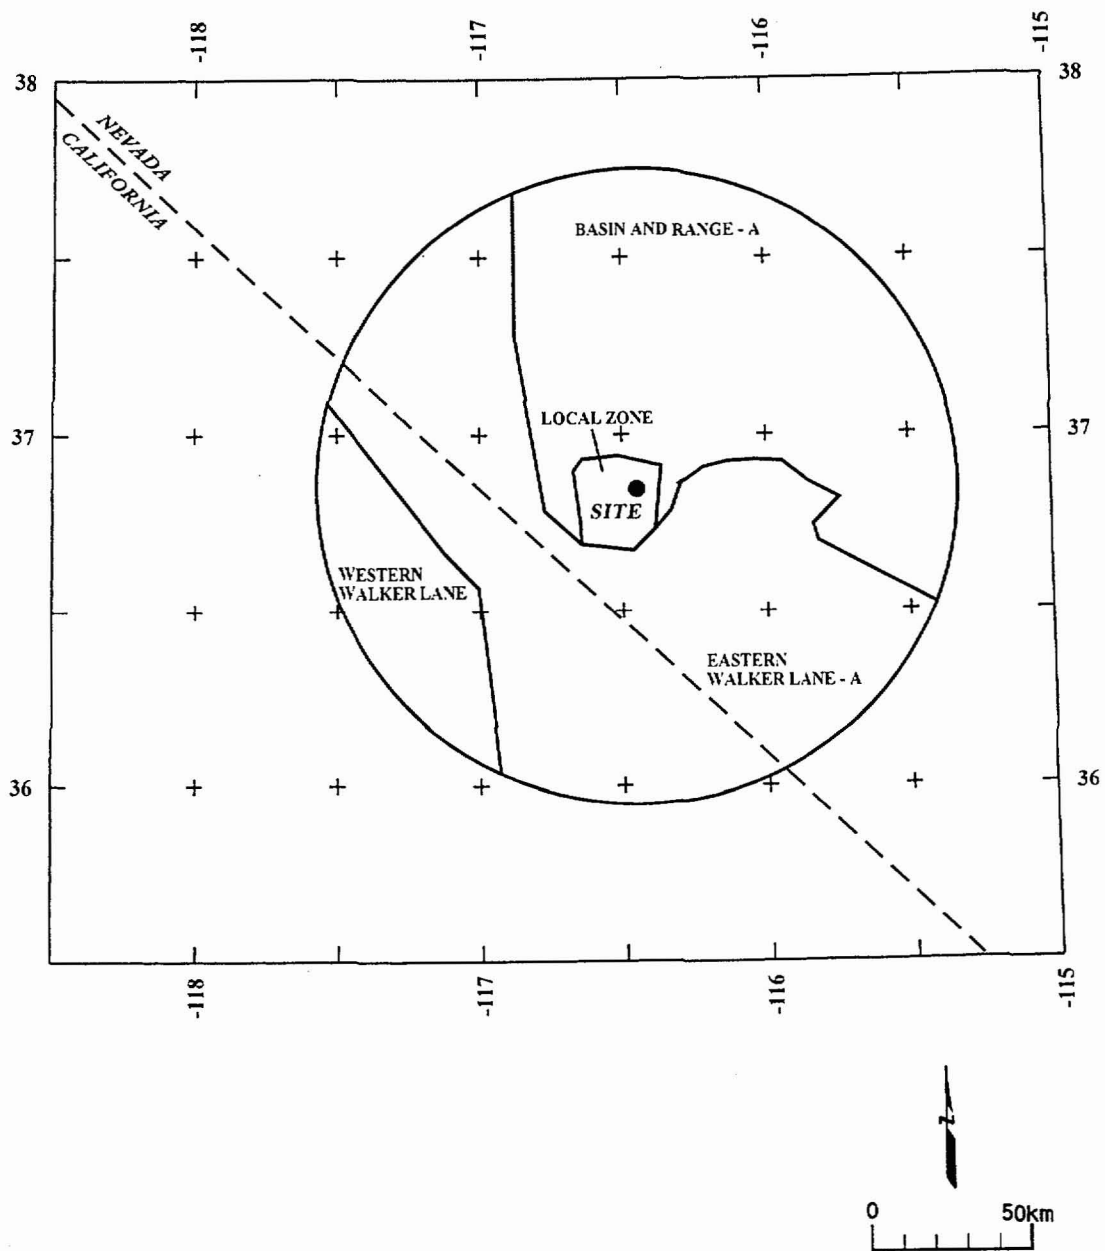 -118
-117
-116
-115
38
38
NEVADA
CALIFORNIA
BASIN AND RANGE - A
37
LOCAL ZONE
37
SITE
WESTERN
WALKER LANE
EASTERN
WALKER LANE - A
36
36
-118
-117
-116
-115
N
0 50km